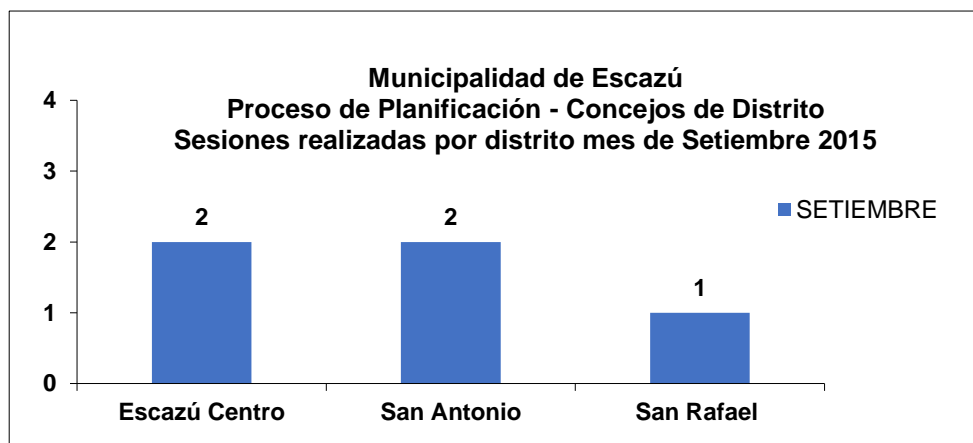 Municipalidad de Escazú
Proceso de Planificación - Concejos de Distrito
Sesiones realizadas por distrito mes de Setiembre 2015
4
3
2
1
0
2
2
1
SETIEMBRE
Escazú Centro
San Antonio
San Rafael